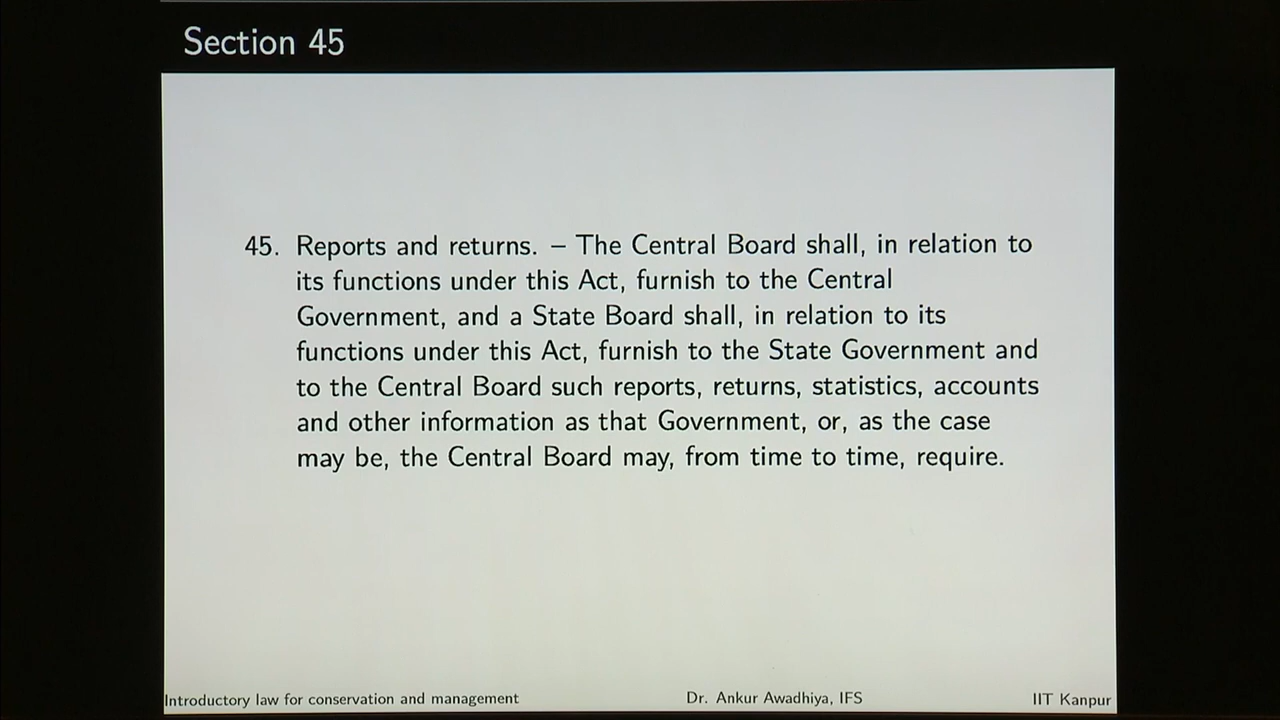 Section 45
45. Reports and returns. – The Central Board shall, in relation to
its functions under this Act, furnish to the Central
Government, and a State Board shall, in relation to its
functions under this Act, furnish to the State Government and
to the Central Board such reports, returns, statistics, accounts
and other information as that Government, or, as the case
may be, the Central Board may, from time to time, require.
Introductory law for conservation and management Dr. Ankur Awadhiya, IFS IIT Kanpur